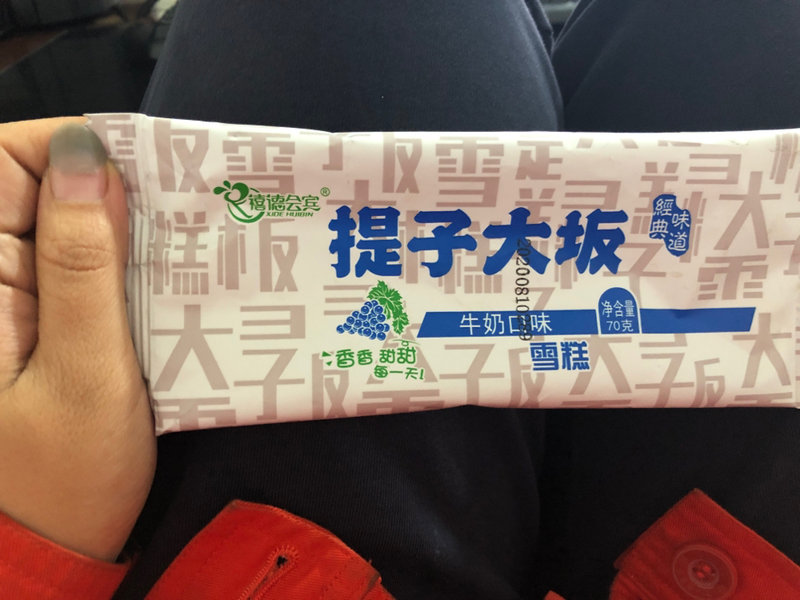 禧德会宾®
XIDE HUIBIN
提子大坂
經典
味道
牛奶口味
净含量
70克
雪糕
香香 甜甜
每一天!